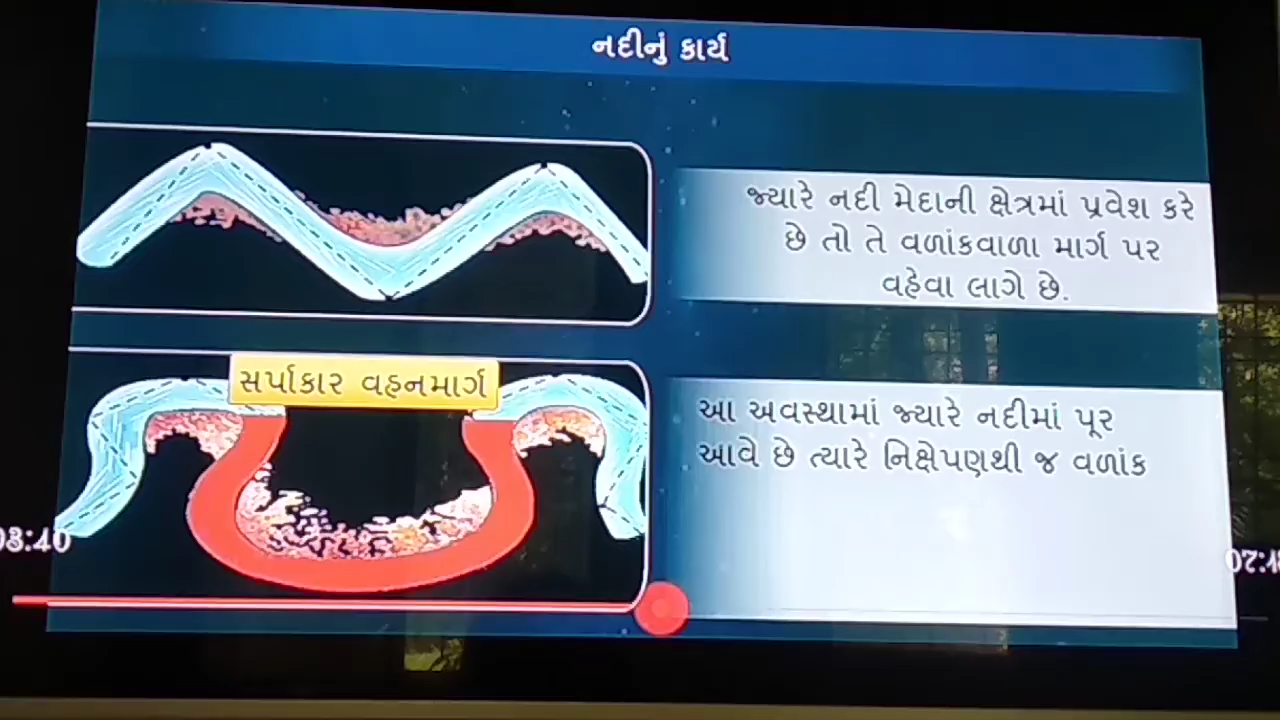 નદીનું કાર્ય
જ્યારે નદી મેદાની ક્ષેત્રમાં પ્રવેશ કરે
છે તો તે વળાંકવાળા માર્ગ પર
વહેવા લાગે છે.
સર્પાકાર વહનમાર્ગ
આ અવસ્થામાં જ્યારે નદીમાં પૂર
આવે છે ત્યારે નિક્ષેપણથી જ વળાંક
03:40